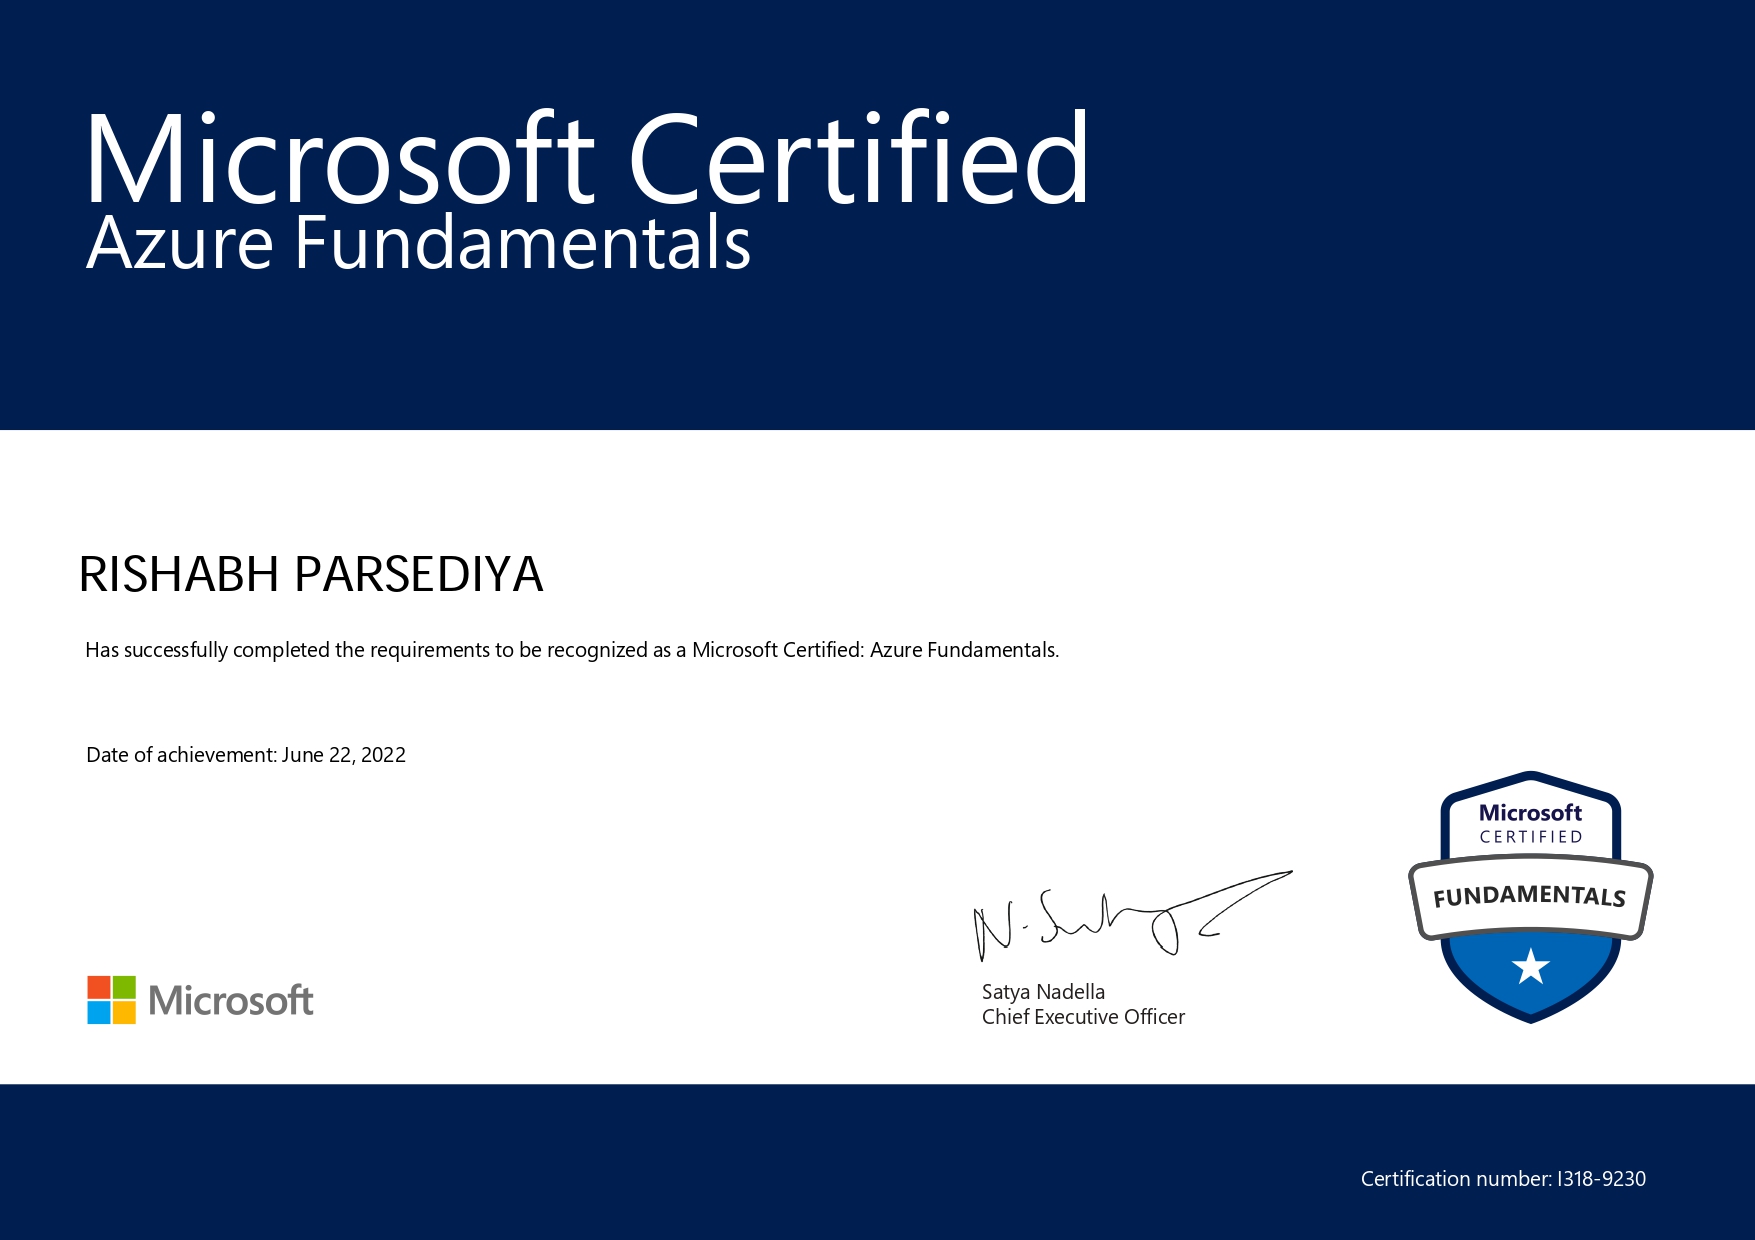 Microsoft Certified
Azure Fundamentals
RISHABH PARSEDIYA
Has successfully completed the requirements to be recognized as a Microsoft Certified: Azure Fundamentals.
Date of achievement: June 22, 2022
Microsoft
CERTIFIED
FUNDAMENTALS
Microsoft
Satya Nadella
Chief Executive Officer
Certification number: I318-9230